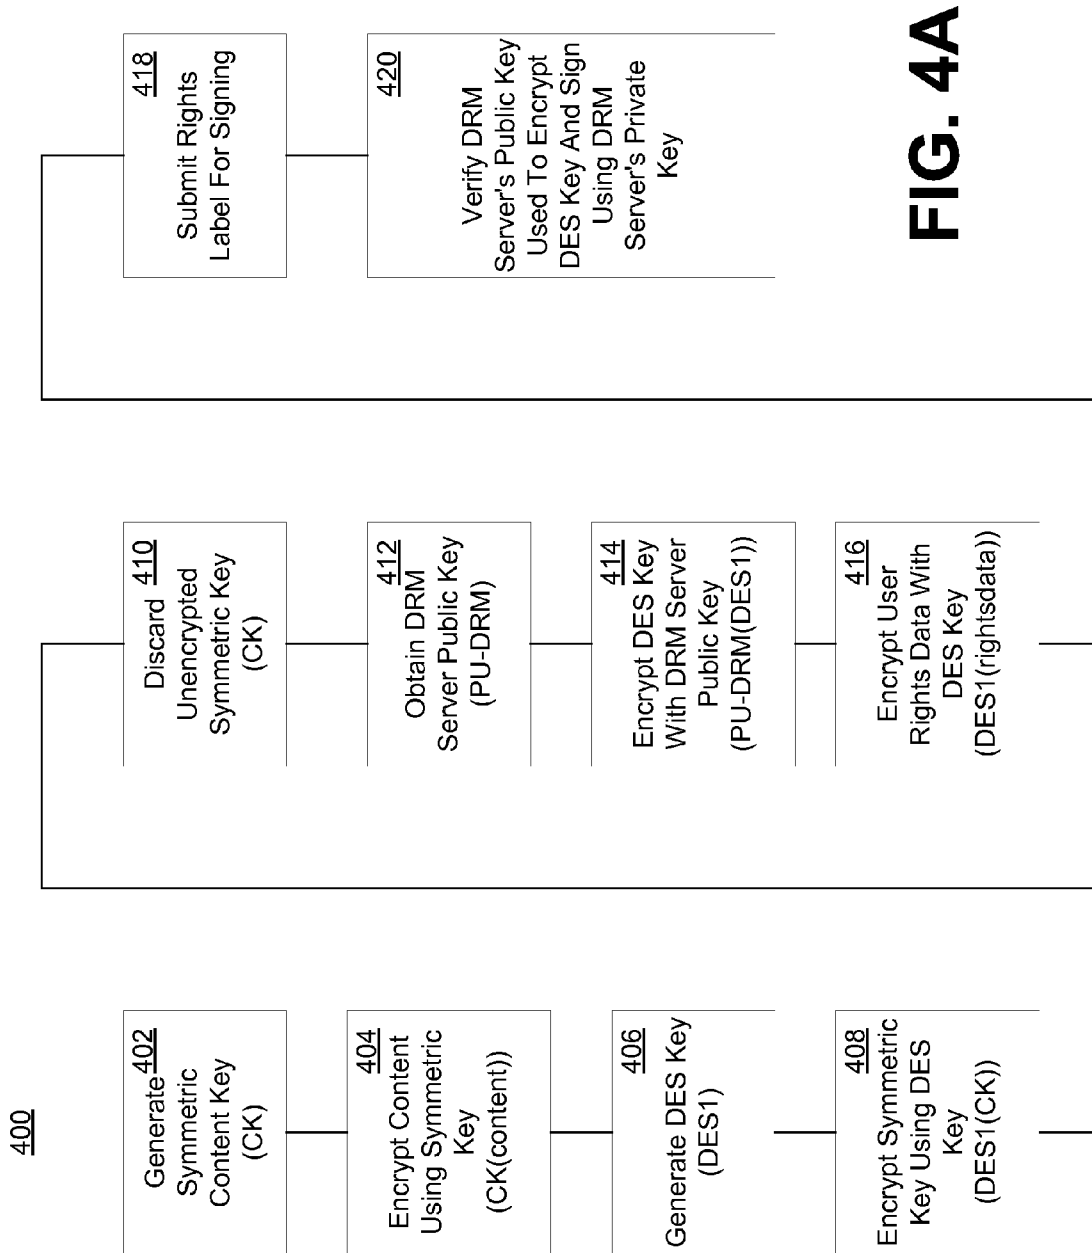 400
402
Generate
Symmetric
Content Key
(CK)
404
Encrypt Content
Using Symmetric
Key
(CK(content))
406
Generate DES Key
(DES1)
408
Encrypt Symmetric
Key Using DES
Key
(DES1(CK))
410
Discard
Unencrypted
Symmetric Key
(CK)
412
Obtain DRM
Server Public Key
(PU-DRM)
414
Encrypt DES Key
With DRM Server
Public Key
(PU-DRM(DES1))
416
Encrypt User
Rights Data With
DES Key
(DES1(rightsdata))
418
Submit Rights
Label For Signing
420
Verify DRM
Server's Public Key
Used To Encrypt
DES Key And Sign
Using DRM
Server's Private
Key
FIG. 4A